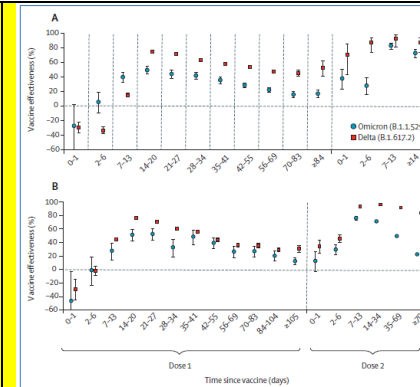 A
Vaccine effectiveness (%)
100
80
60
40
20
0
−20
−40
−60
Omicron (B.1.1.529
Delta (B.1.617.2)
0-1 2-6 7-13 14-20 21-27 28-34 35-41 42-55 56-69 70-83 ≥84 0-1 2-6 7-13 ≥14
B
Vaccine effectiveness (%)
100
80
60
40
20
0
−20
−40
−60
0-1 2-6 7-13 14-20 21-27 28-34 35-41 42-55 56-69 70-83 84-104 ≥105 0-1 2-6 7-13 14-34 35-69 ≥70
Dose 1 Dose 2
Time since vaccine (days)